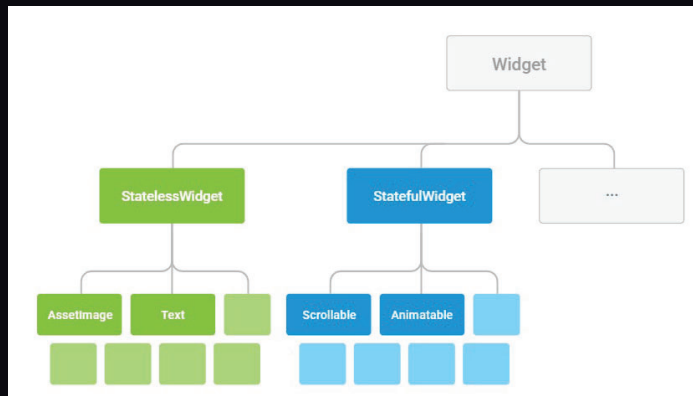 Widget
StatelessWidget
StatefulWidget
...
AssetImage
Text
Scrollable
Animatable